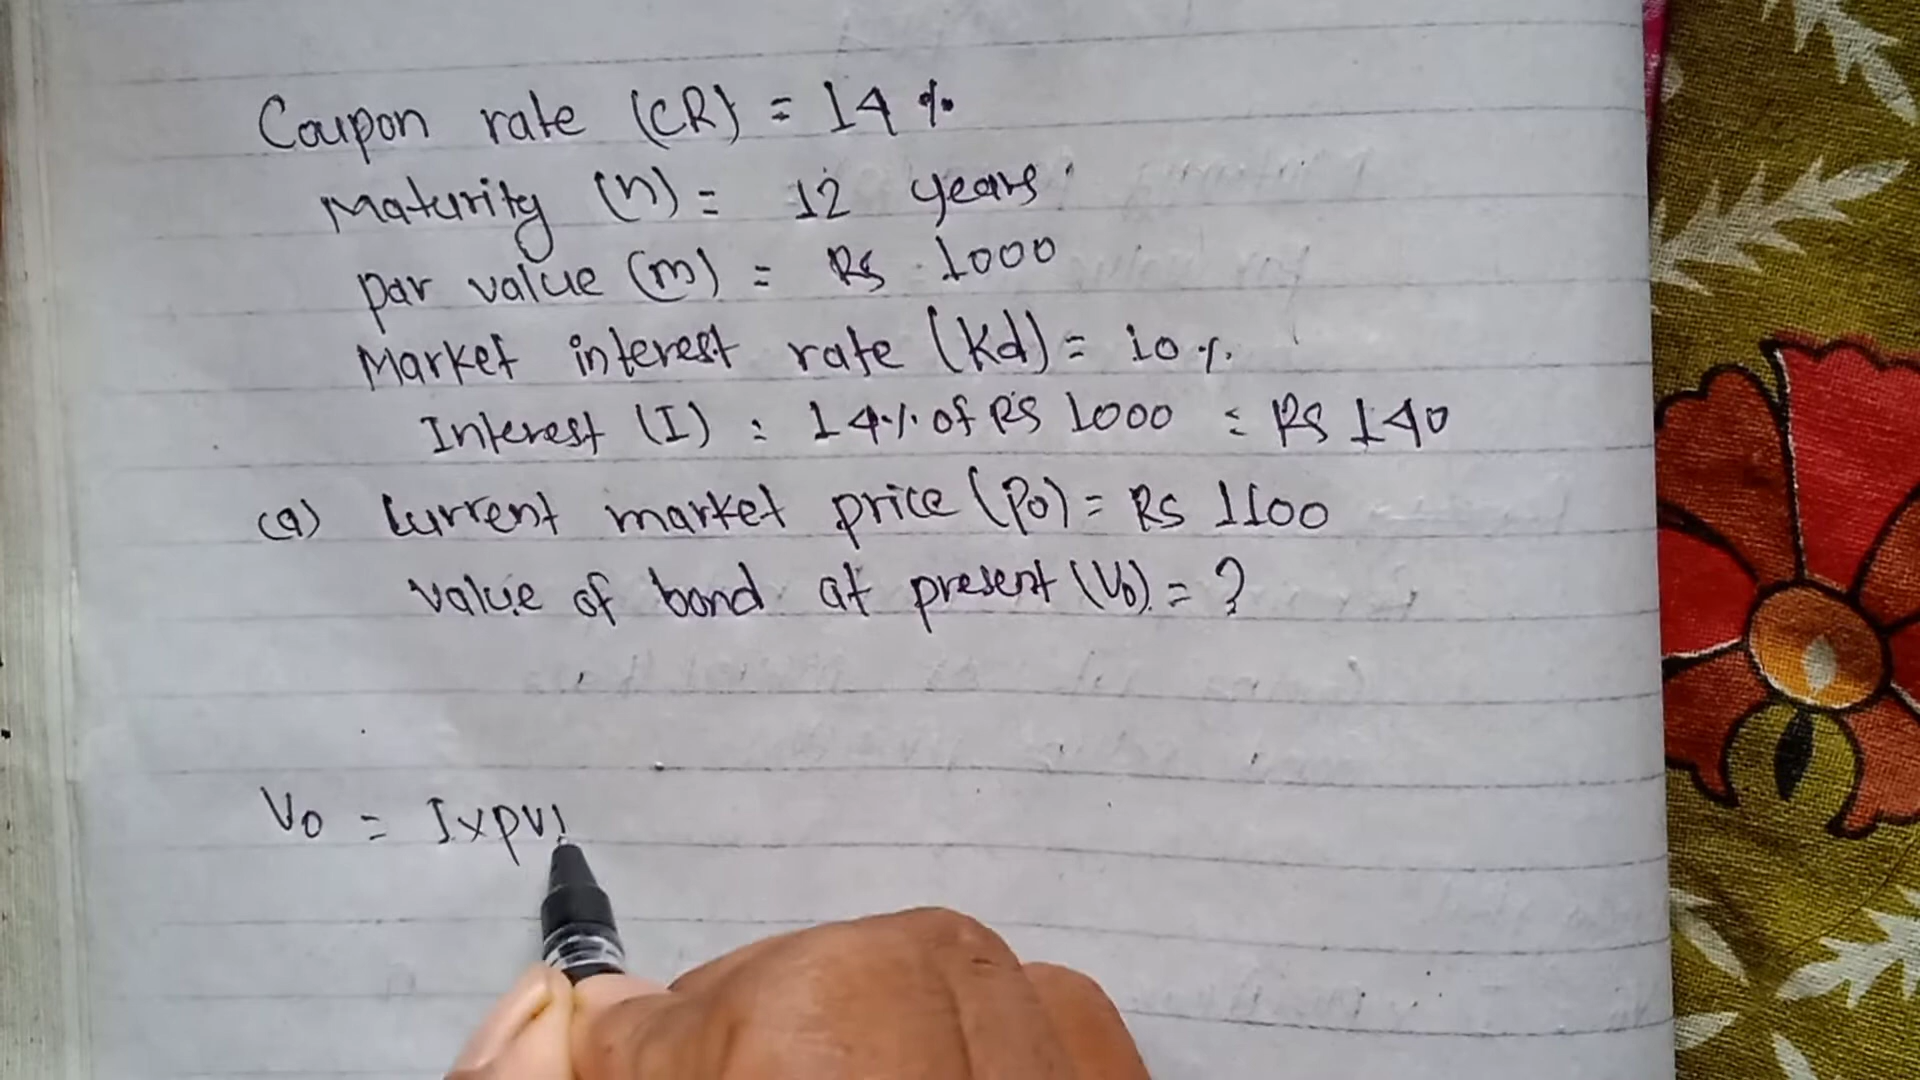 Coupon rate (CR) = 14 %
Maturity (n) = 12 years
par value (m) = Rs 1000
Market interest rate (Kd) = 10 %
Interest (I) = 14% of RS 1000 = RS 140
(a) Current market price (P0) = RS 1100
value of bond at present (V0) = ?
V0 = I x PVI